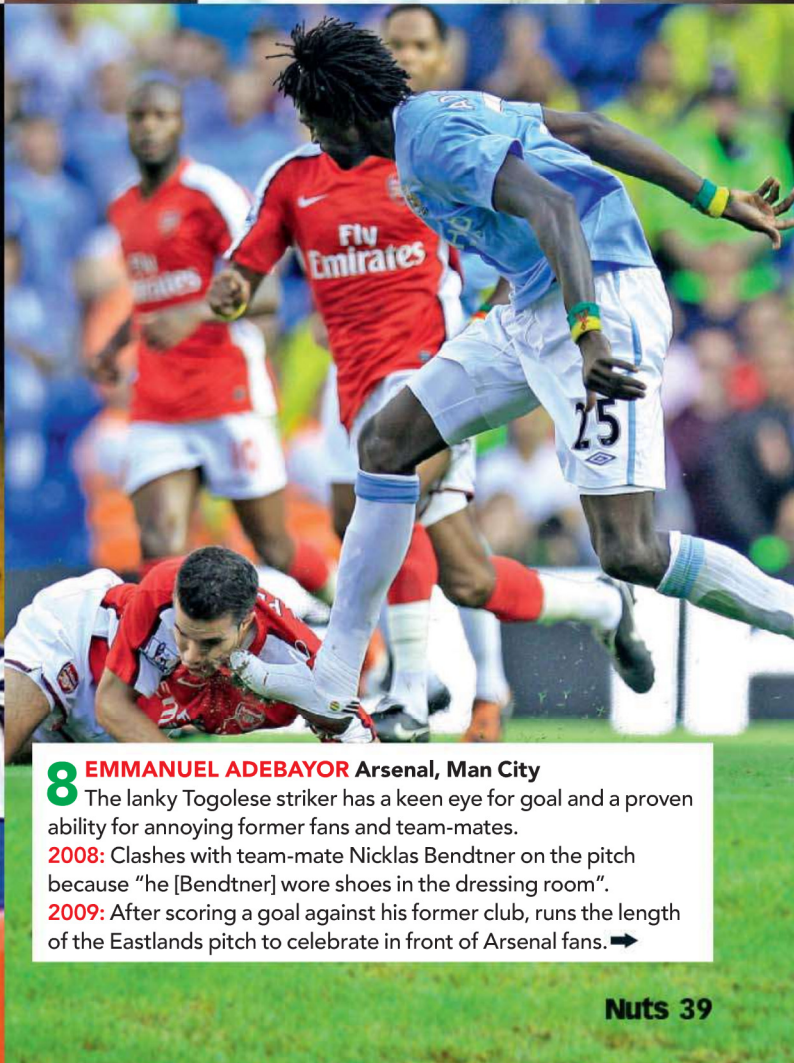 Fly
Emirates
Fly
Emirates
25
8 EMMANUEL ADEBAYOR Arsenal, Man City
The lanky Togolese striker has a keen eye for goal and a proven
ability for annoying former fans and team-mates.
2008: Clashes with team-mate Nicklas Bendtner on the pitch
because “he [Bendtner] wore shoes in the dressing room”.
2009: After scoring a goal against his former club, runs the length
of the Eastlands pitch to celebrate in front of Arsenal fans.
Nuts 39